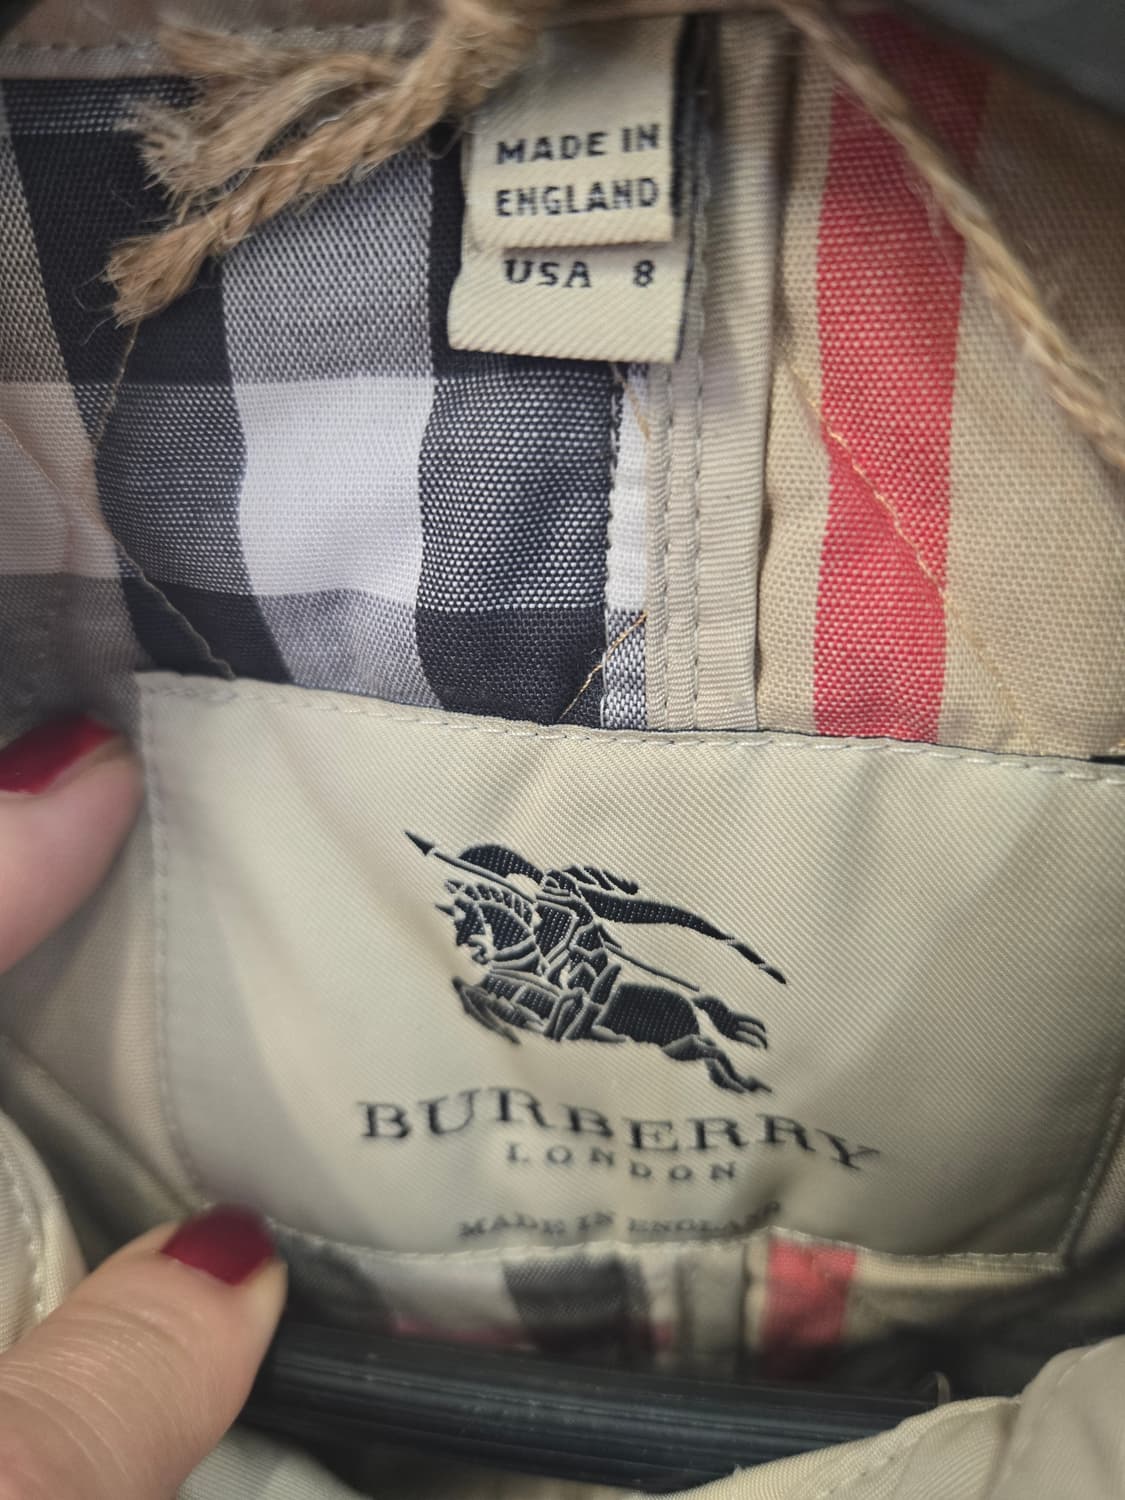 MADE IN
ENGLAND
USA 8
BURBERRY
LONDON
MADE IN ENGLAND